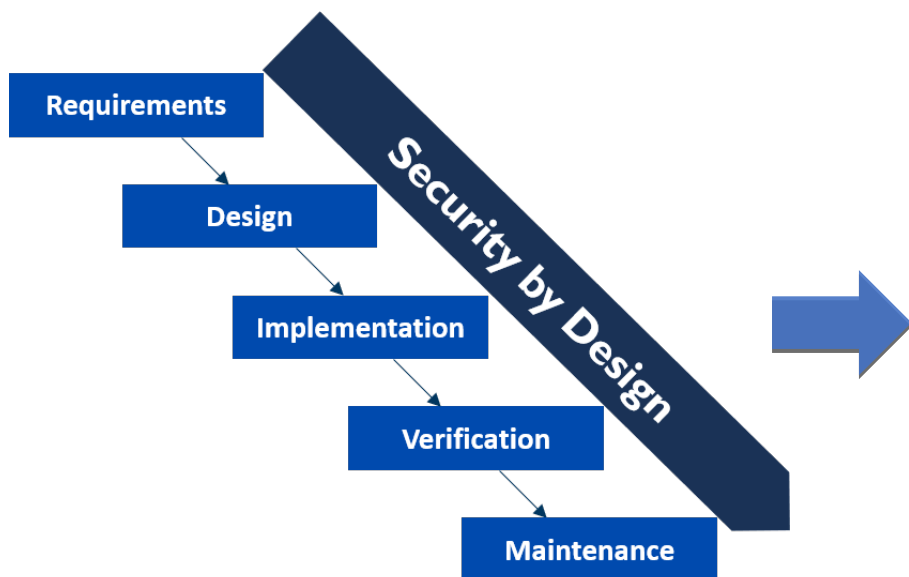 Requirements
Design
Implementation
Verification
Maintenance
Security by Design